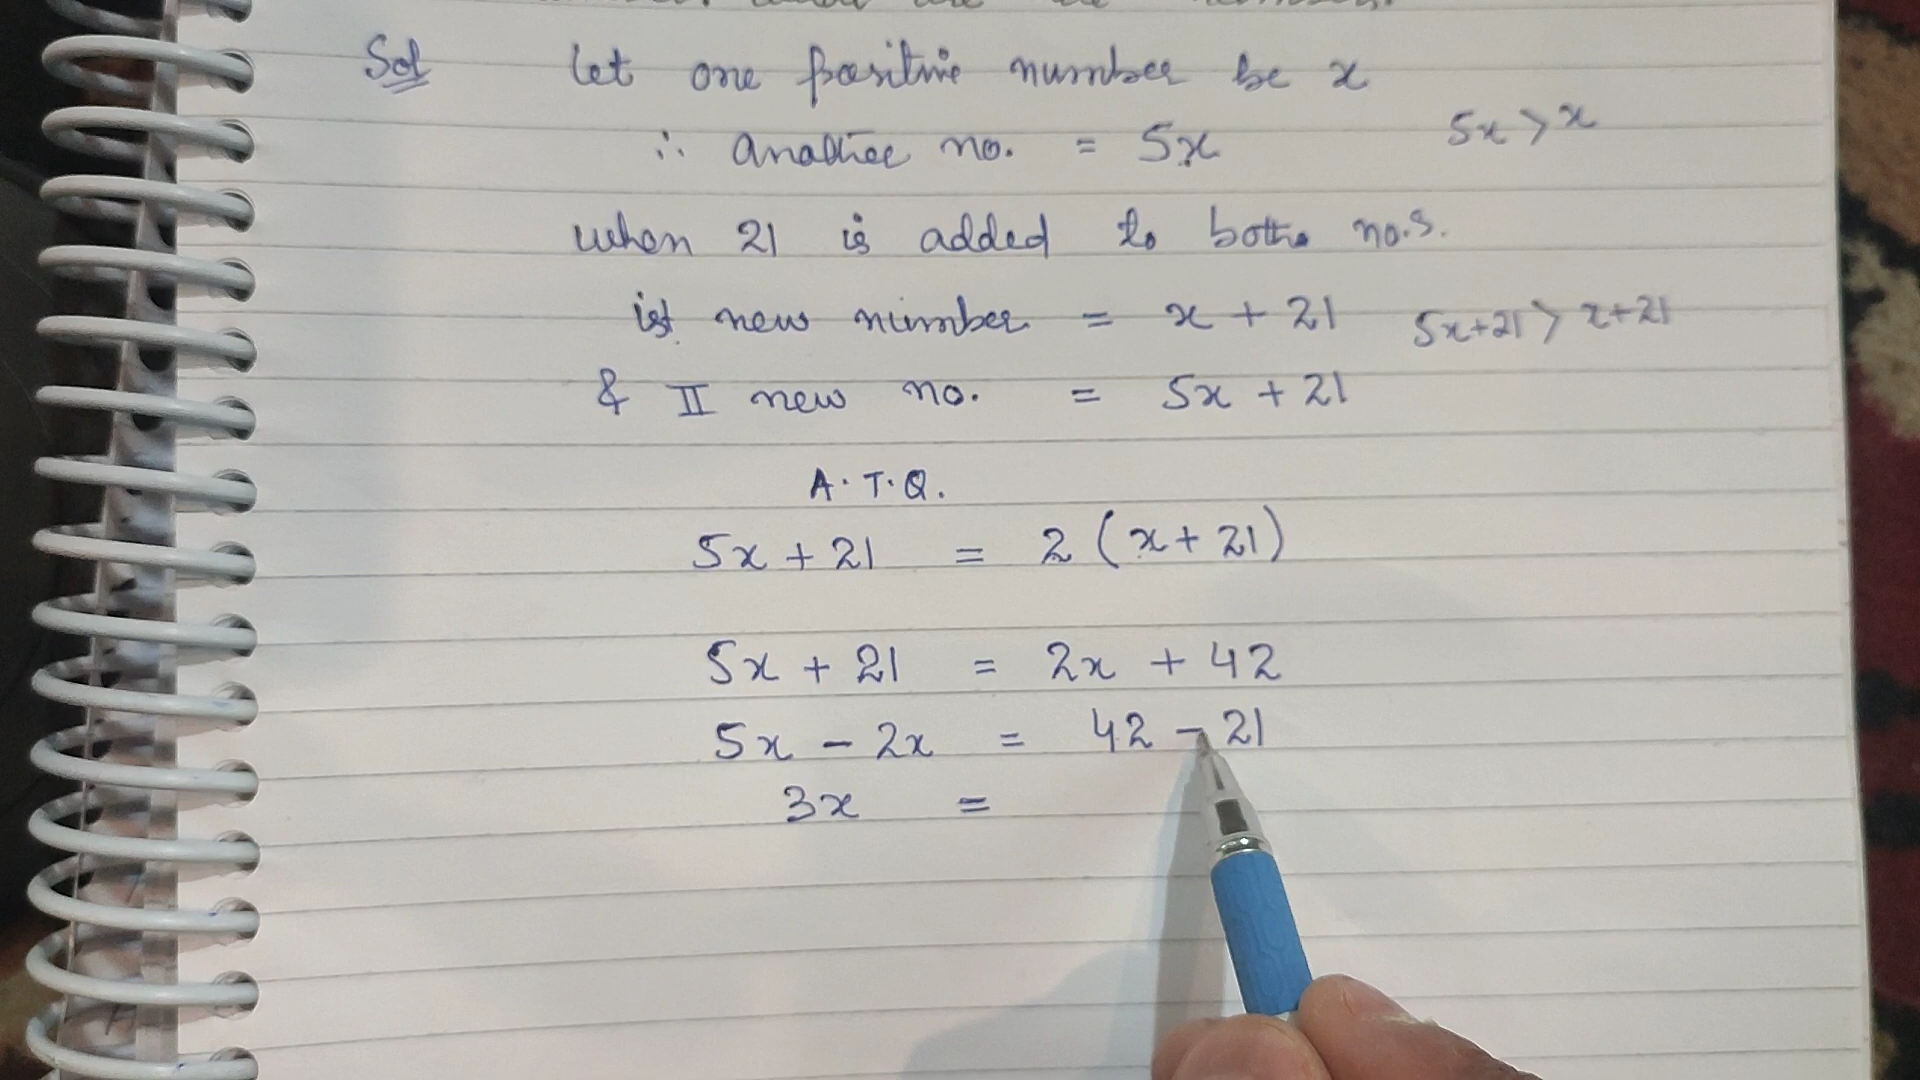 Sol let one positive number be x
∴ another no. = 5x 5x > x
when 21 is added to both no.s.
ist new number = x + 21 5x+21 > x+21
& II new no. = 5x + 21
A.T.Q.
5x + 21 = 2 (x + 21)
5x + 21 = 2x + 42
5x - 2x = 42 - 21
3x =